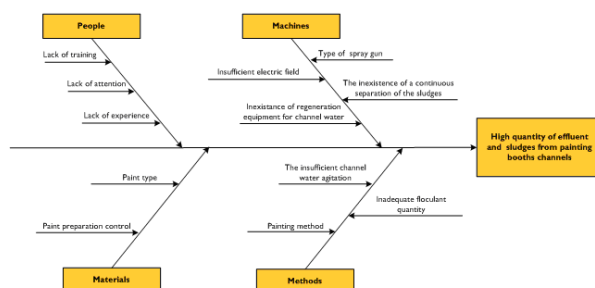 People
Machines
Lack of training
Type of spray gun
Insufficient electric field
Lack of attention
The inexistence of a continuous
separation of the sludges
Lack of experience
Inexistance of regeneration
equipment for channel water
High quantity of effluent
and sludges from painting
booths channels
Paint type
The insufficient channel
water agitation
Inadequate floculant
quantity
Paint preparation control
Painting method
Materials
Methods